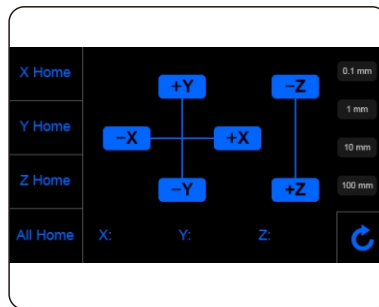 X Home
Y Home
Z Home
All Home
+Y
−X
+X
−Y
−Z
+Z
0.1 mm
1 mm
10 mm
100 mm
X:
Y:
Z: